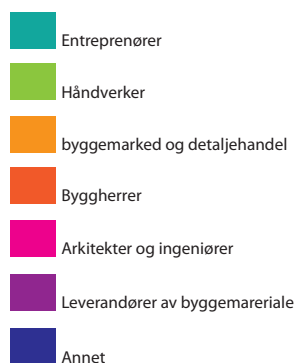 Entreprenører
Håndverker
byggemarked og detaljehandel
Byggherrer
Arkitekter og ingeniører
Leverandører av byggemareriale
Annet